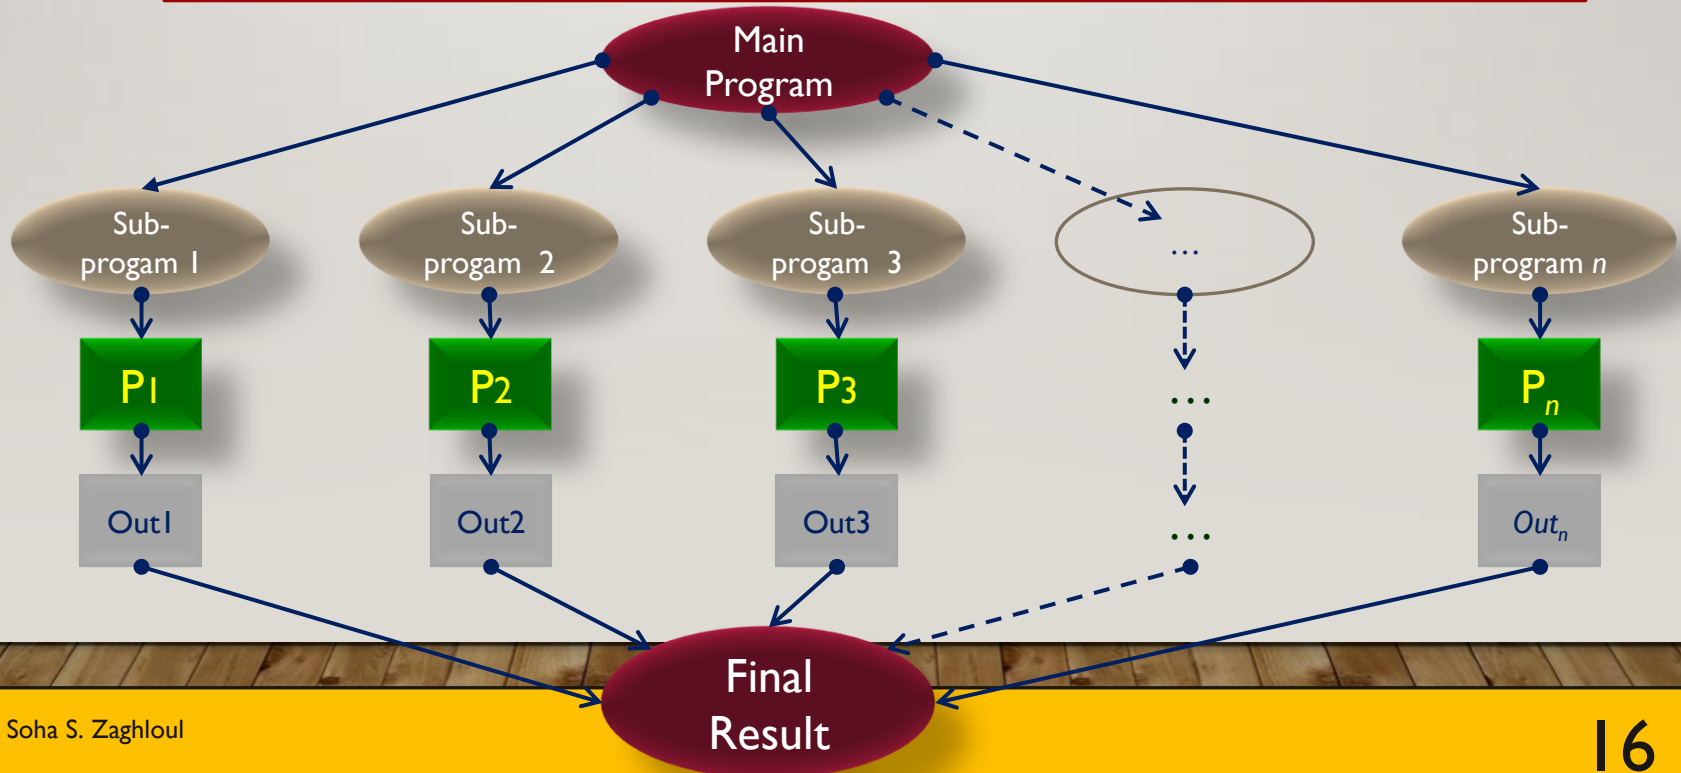 Main
Program
Sub-
progam 1
Sub-
progam 2
Sub-
progam 3
...
Sub-
program n
P1
P2
P3
...
Pn
Out1
Out2
Out3
...
Outn
Final
Result
Soha S. Zaghloul
16